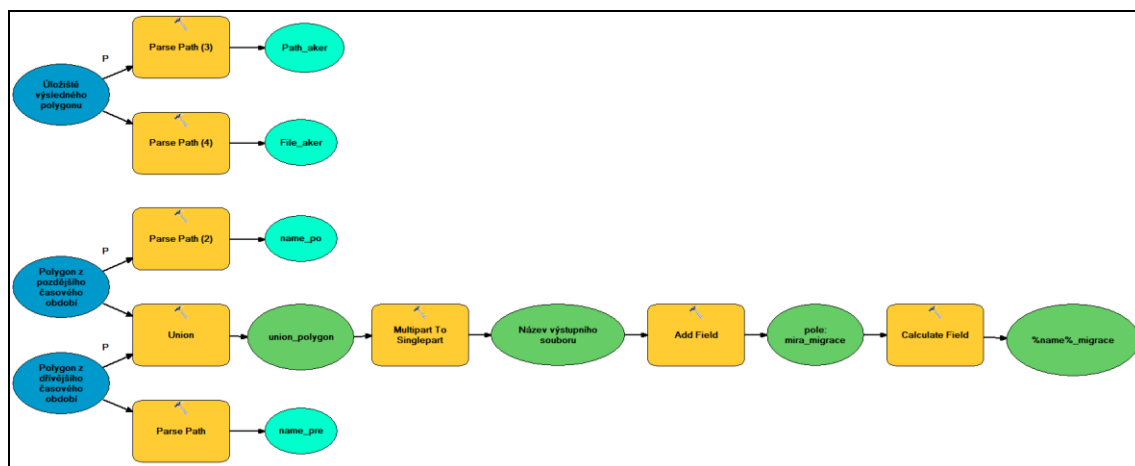 P
Parse Path (3)
Path_aker
Úložiště
výsledného
polygonu
Parse Path (4)
File_aker
P
Parse Path (2)
name_po
Polygon z
pozdějšího
časového
období
Union
union_polygon
Multipart To
Singlepart
Název výstupního
souboru
Add Field
pole:
mira_migrace
Calculate Field
%name%_migrace
P
Polygon z
dřívějšího
časového
období
Parse Path
name_pre